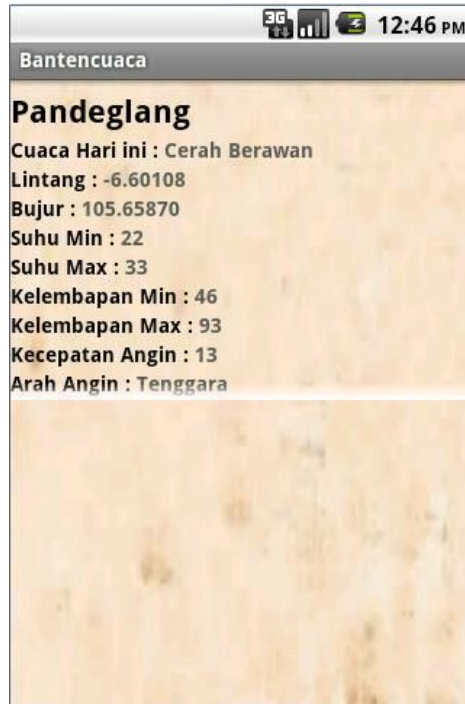 3G 12:46 PM
Bantencuaca
Pandeglang
Cuaca Hari ini : Cerah Berawan
Lintang : -6.60108
Bujur : 105.65870
Suhu Min : 22
Suhu Max : 33
Kelembapan Min : 46
Kelembapan Max : 93
Kecepatan Angin : 13
Arah Angin : Tenggara